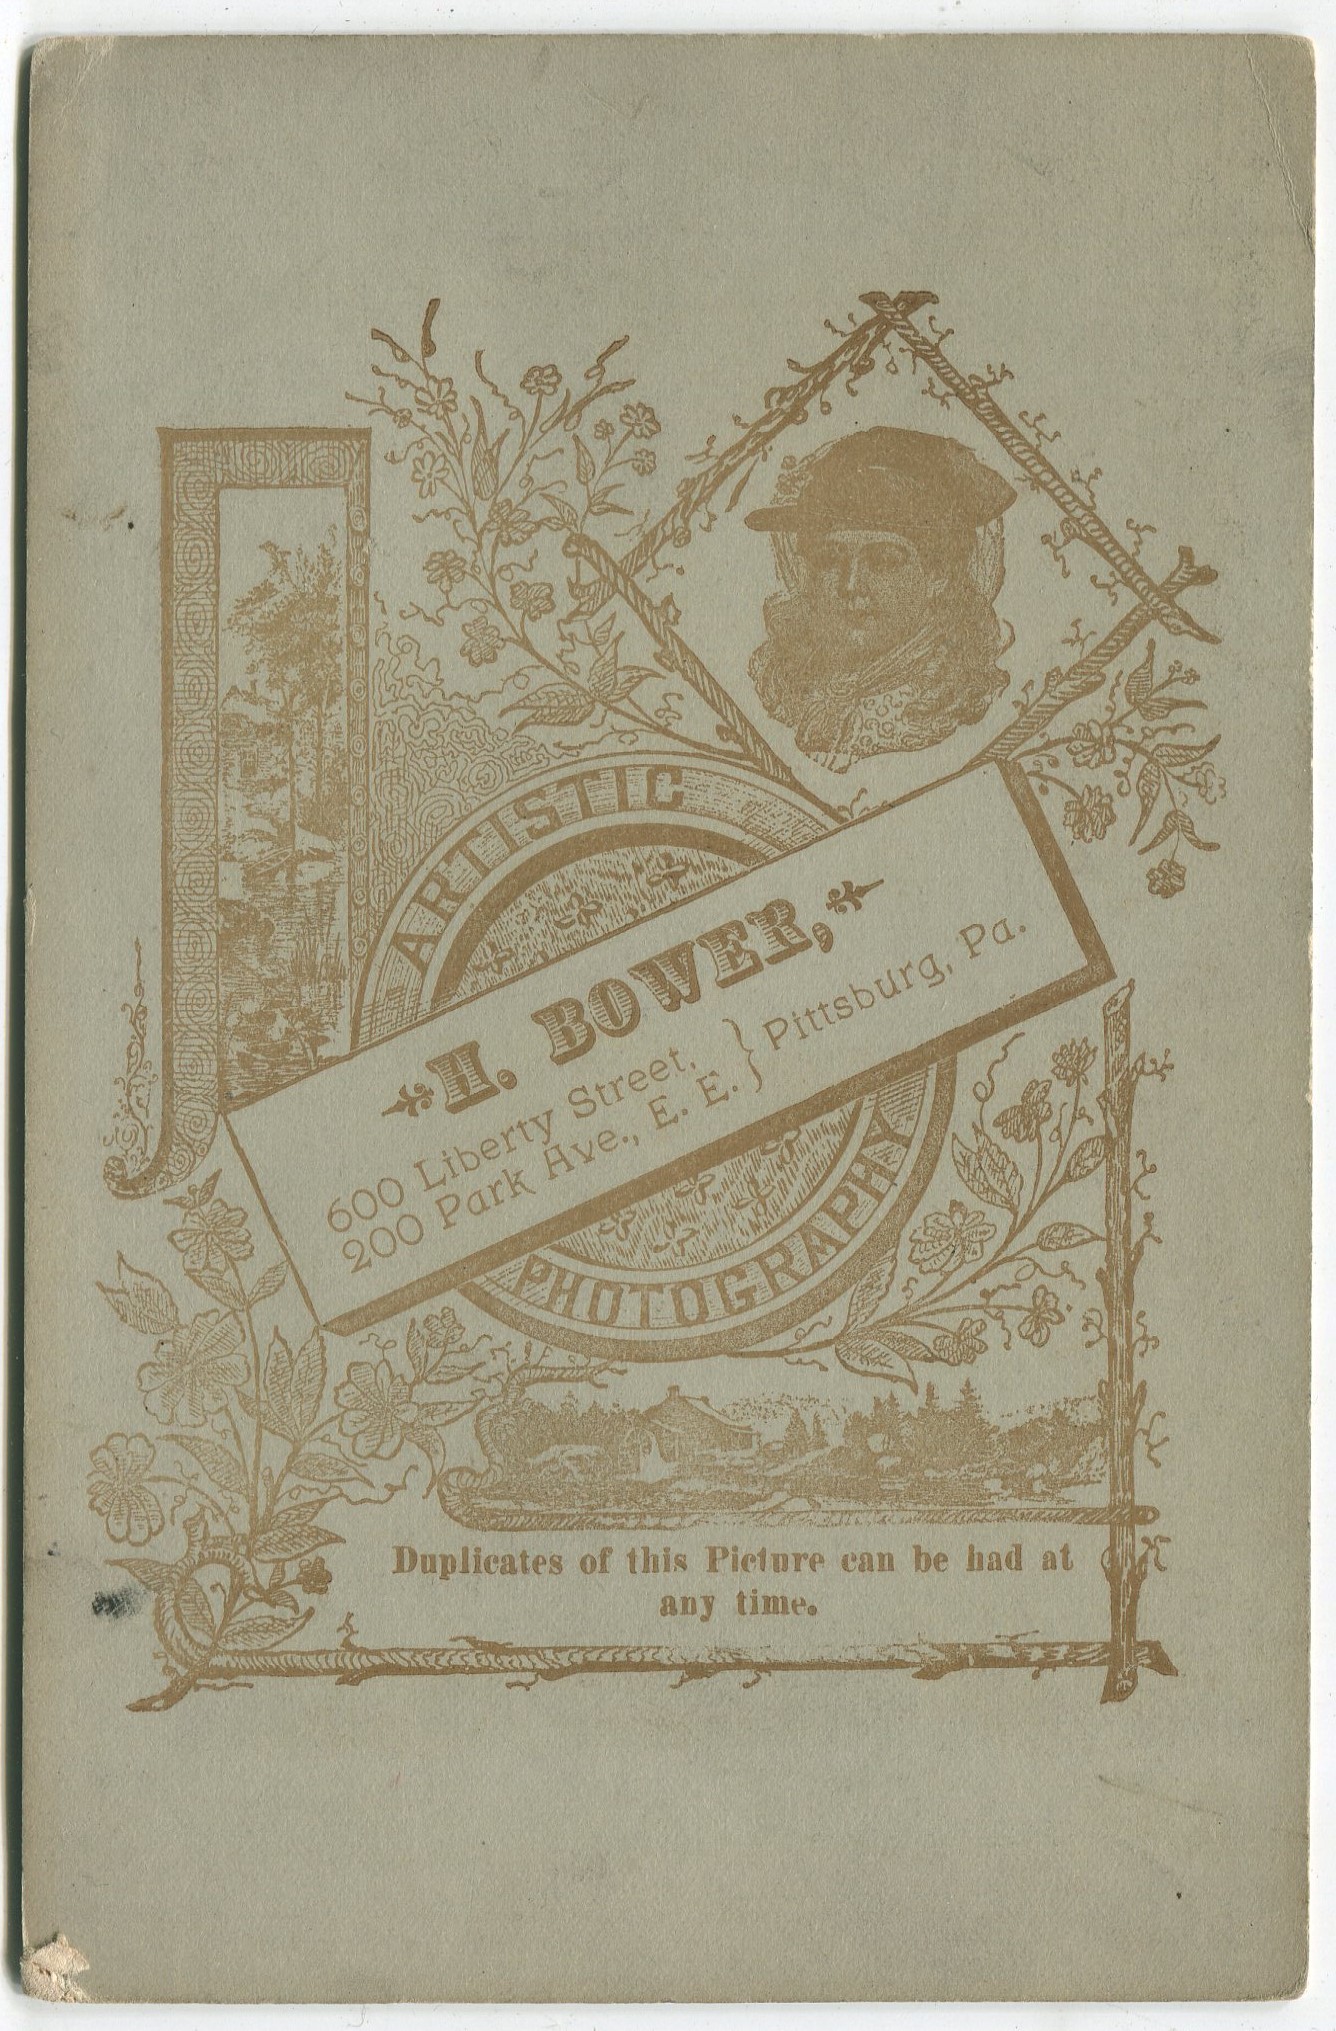 ARTISTIC
H. BOWER,
600 Liberty Street,
200 Park Ave., E. E. } Pittsburg, Pa.
PHOTOGRAPHY
Duplicates of this Picture can be had at
any time.